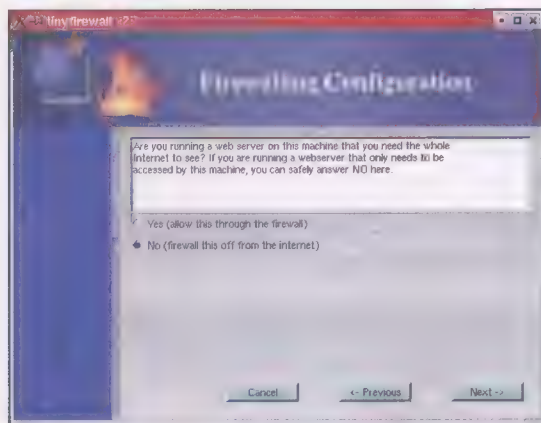 tinyfirewall
Firewalling Configuration
Are you running a web server on this machine that you need the whole
Internet to see? If you are running a webserver that only needs to be
accessed by this machine, you can safely answer NO here.
Yes (allow this through the firewall)
No (firewall this off from the internet)
Cancel
<- Previous
Next ->